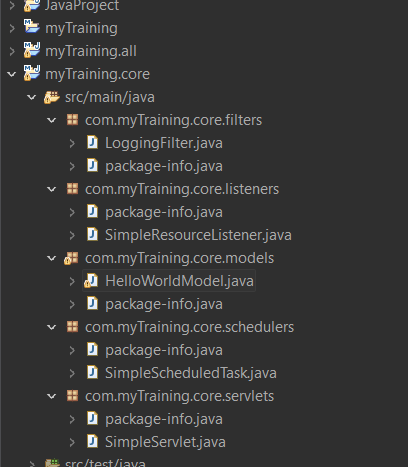 JavaProject
myTraining
myTraining.all
myTraining.core
src/main/java
com.myTraining.core.filters
LoggingFilter.java
package-info.java
com.myTraining.core.listeners
package-info.java
SimpleResourceListener.java
com.myTraining.core.models
HelloWorldModel.java
package-info.java
com.myTraining.core.schedulers
package-info.java
SimpleScheduledTask.java
com.myTraining.core.servlets
package-info.java
SimpleServlet.java
src/test/java